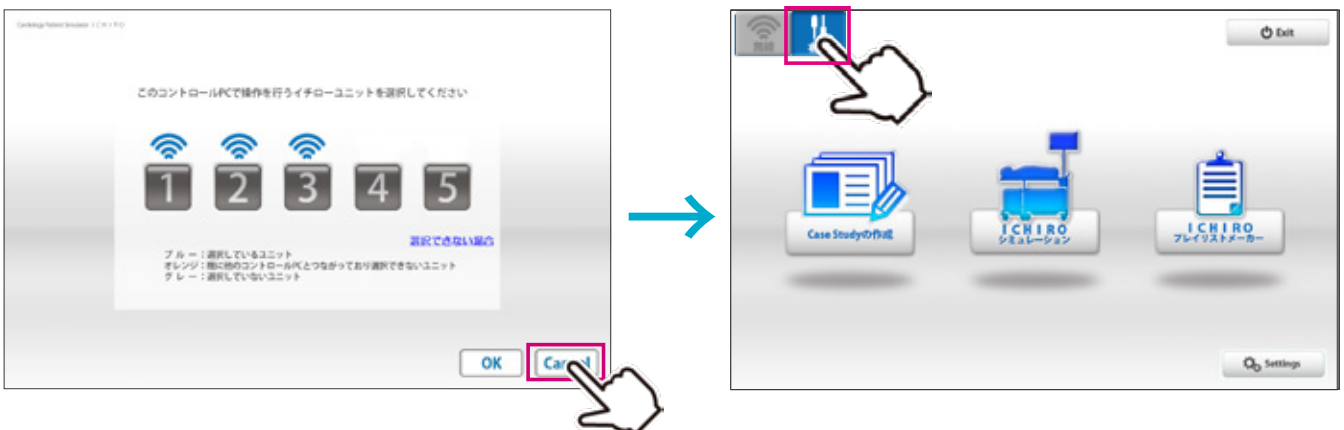 Cardiology Patient Simulator I C H I R O
このコントロールPCで操作を行うイチローユニットを選択してください
1 2 3 4 5
選択できない場合
ブ ル ー：選択しているユニット
オレンジ：既に他のコントロールPCとつながっており選択できないユニット
グ レ ー：選択していないユニット
OK
無線
Exit
Case Studyの作成
I C H I R O
シミュレーション
I C H I R O
プレイリストメーカー
Settings